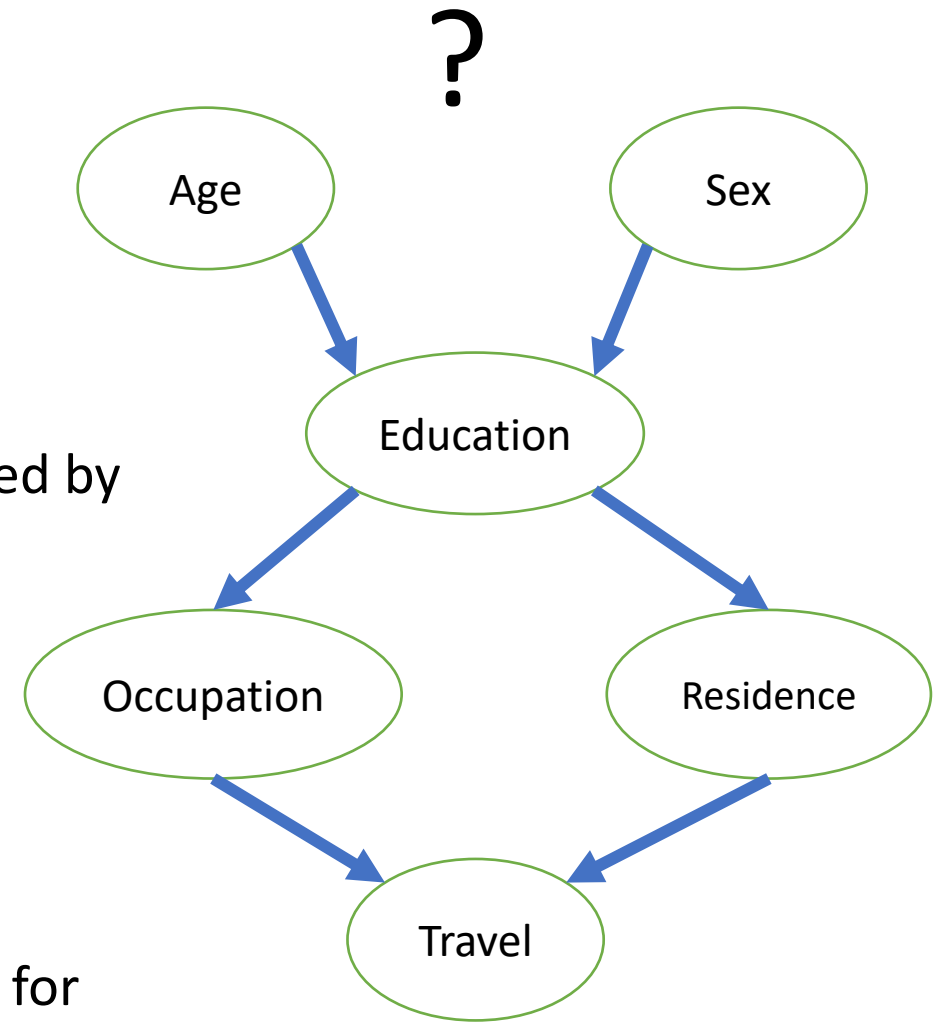 ?
Age
Sex
Education
ed by
Occupation
Residence
Travel
for